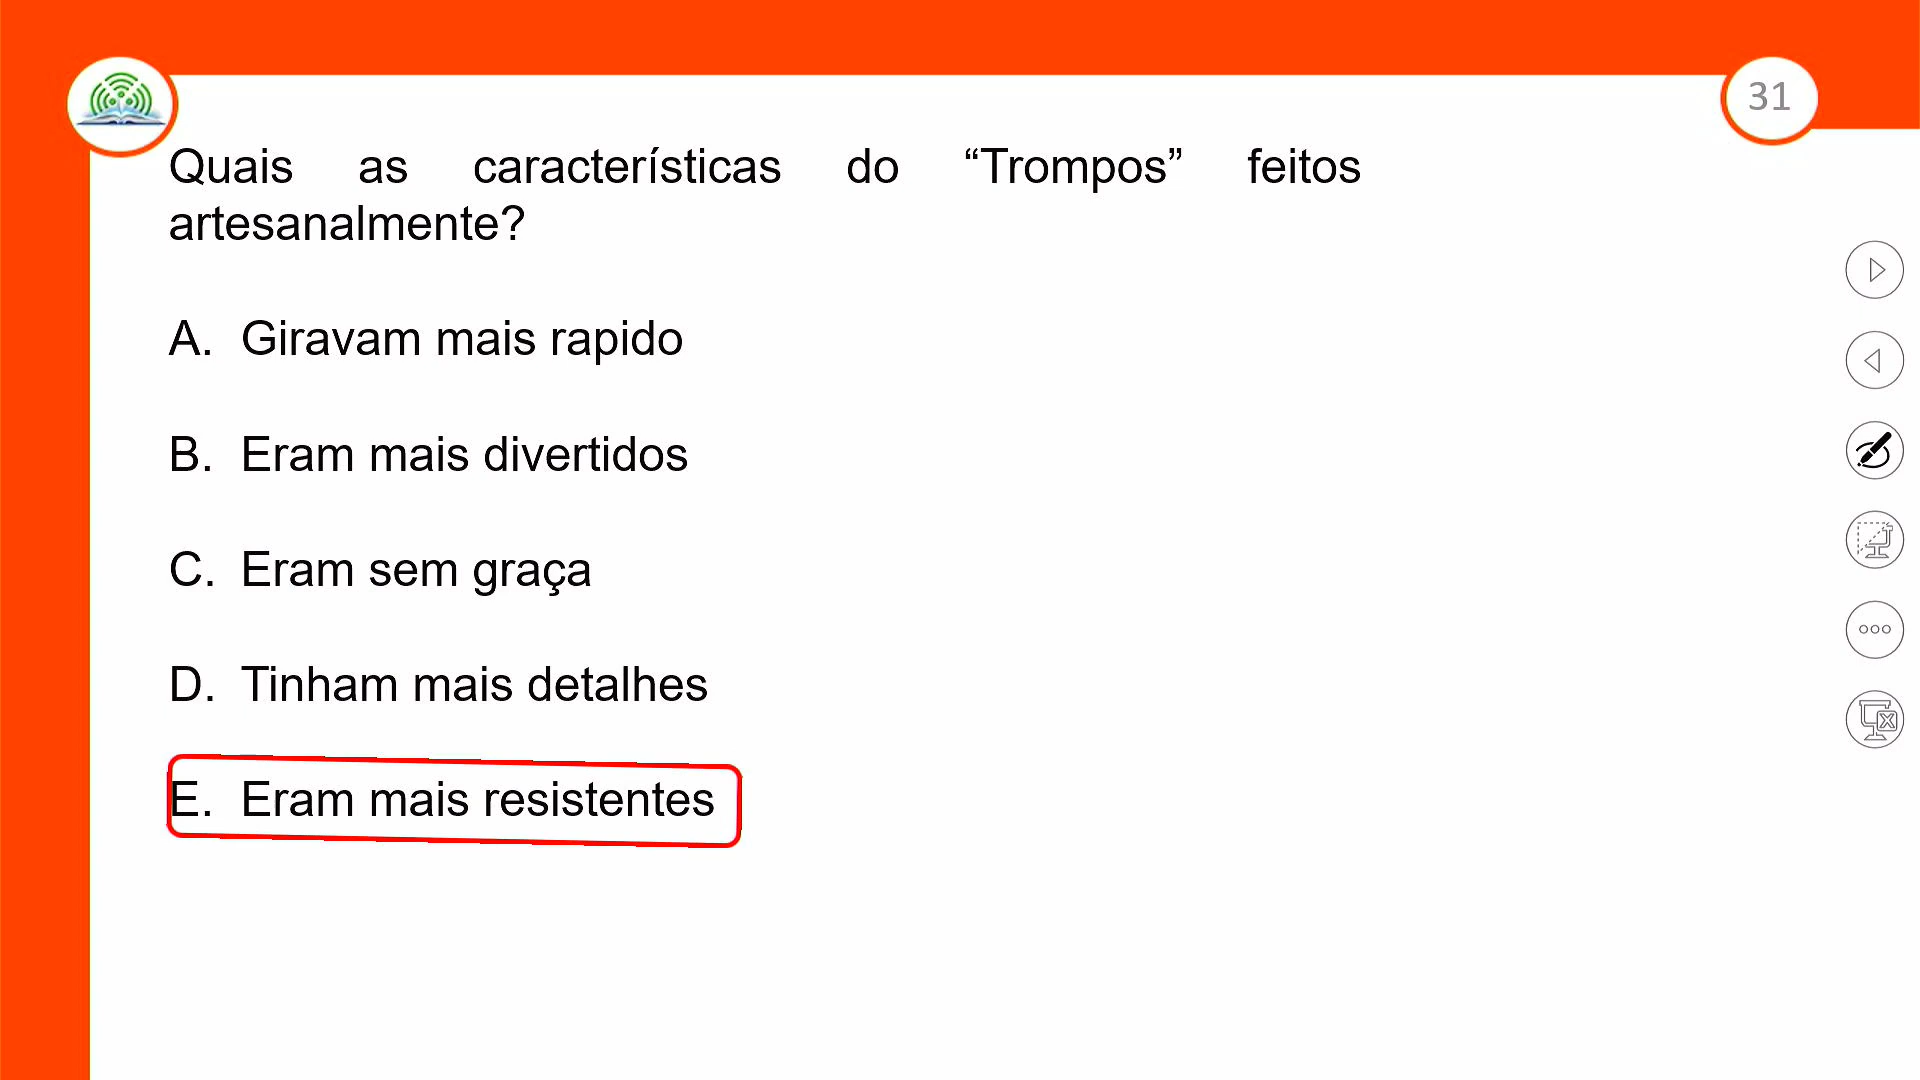 31
Quais as características do “Trompos” feitos
artesanalmente?
A. Giravam mais rapido
B. Eram mais divertidos
C. Eram sem graça
D. Tinham mais detalhes
E. Eram mais resistentes